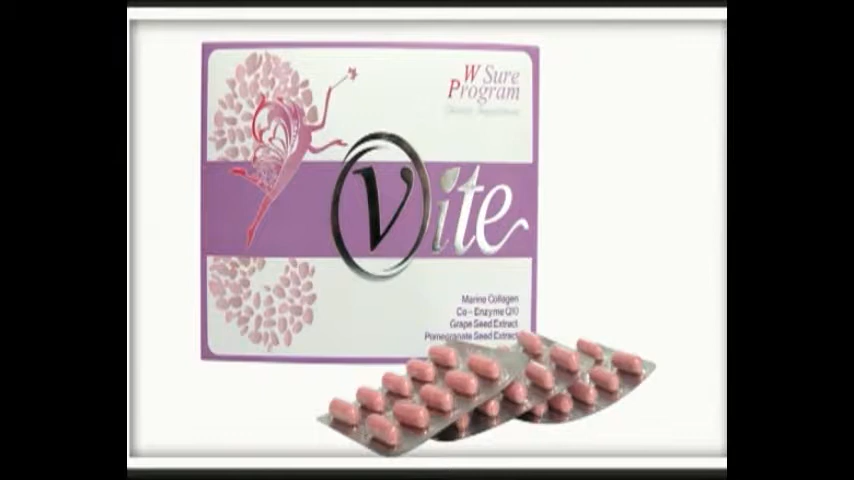 W Sure
Program
Vite
Marine Collagen
Co - Enzyme Q10
Grape Seed Extract
Pomegranate Seed Extract